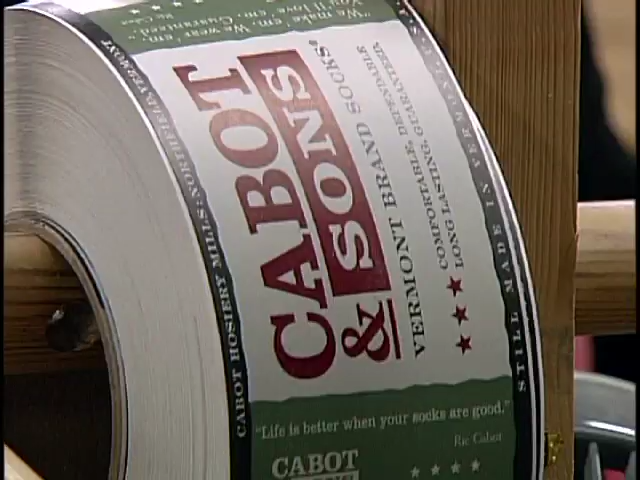 "We make 'em. We wear 'em.
You'll love 'em. Guaranteed."
Ric Cabot
CABOT
& SONS®
VERMONT BRAND SOCKS
COMFORTABLE, DEPENDABLE
LONG LASTING, GUARANTEED
CABOT HOSIERY MILLS: NORTHFIELD, VERMONT
STILL MADE IN VERMONT, U.S.
"Life is better when your socks are good."
Ric Cabot
CABOT